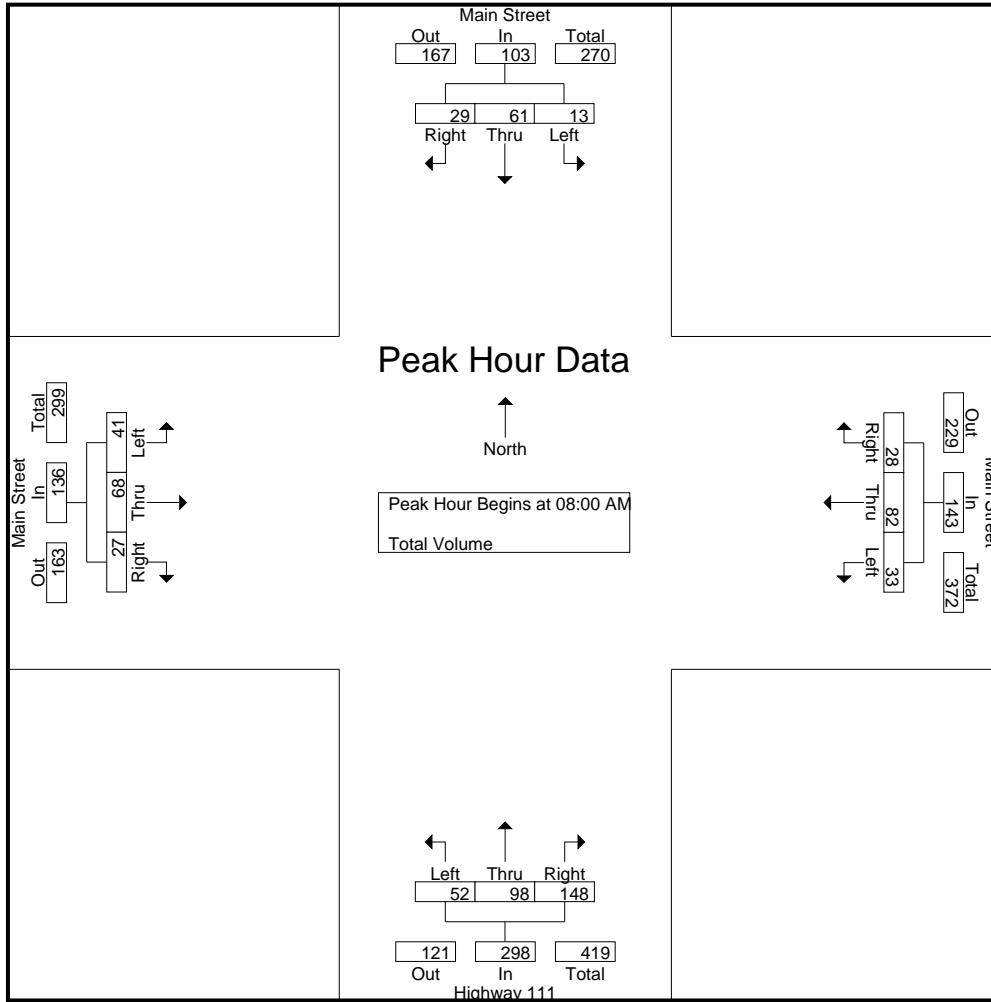 Main Street
Out In Total
167 103 270
29 61 13
Right Thru Left
Peak Hour Data
North
Peak Hour Begins at 08:00 AM
Total Volume
Main Street
Out In Total
163 136 299
27 68 41
Right Thru Left
Main Street
Out In Total
229 143 372
28 82 33
Right Thru Left
Left Thru Right
52 98 148
121 298 419
Out In Total
Highway 111